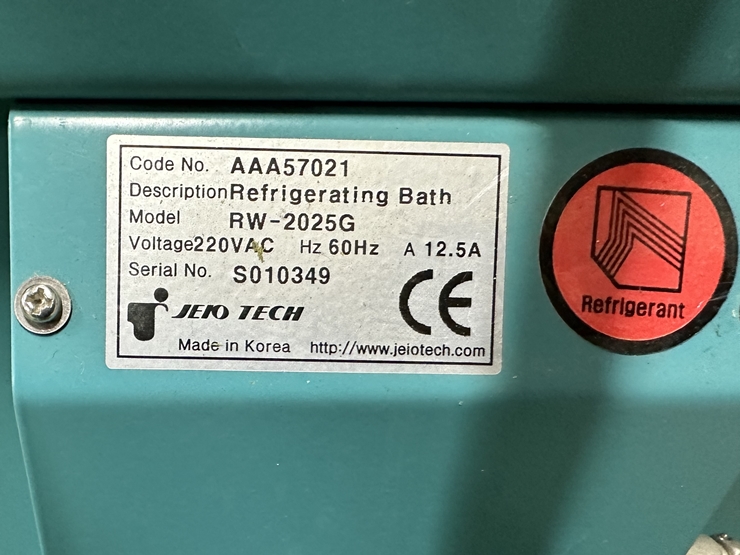 Code No. AAA57021
Description Refrigerating Bath
Model RW-2025G
Voltage 220VAC Hz 60Hz A 12.5A
Serial No. S010349
JEIO TECH
CE
Made in Korea http://www.jeiotech.com
Refrigerant